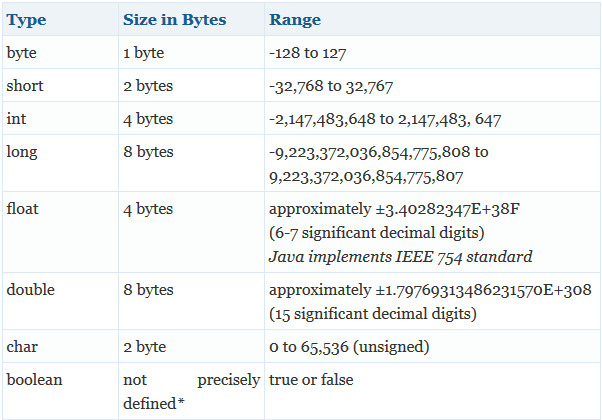 Type Size in Bytes Range
byte 1 byte -128 to 127
short 2 bytes -32,768 to 32,767
int 4 bytes -2,147,483,648 to 2,147,483, 647
long 8 bytes -9,223,372,036,854,775,808 to
9,223,372,036,854,775,807
float 4 bytes approximately ±3.40282347E+38F
(6-7 significant decimal digits)
Java implements IEEE 754 standard
double 8 bytes approximately ±1.79769313486231570E+308
(15 significant decimal digits)
char 2 byte 0 to 65,536 (unsigned)
boolean not precisely true or false
defined*